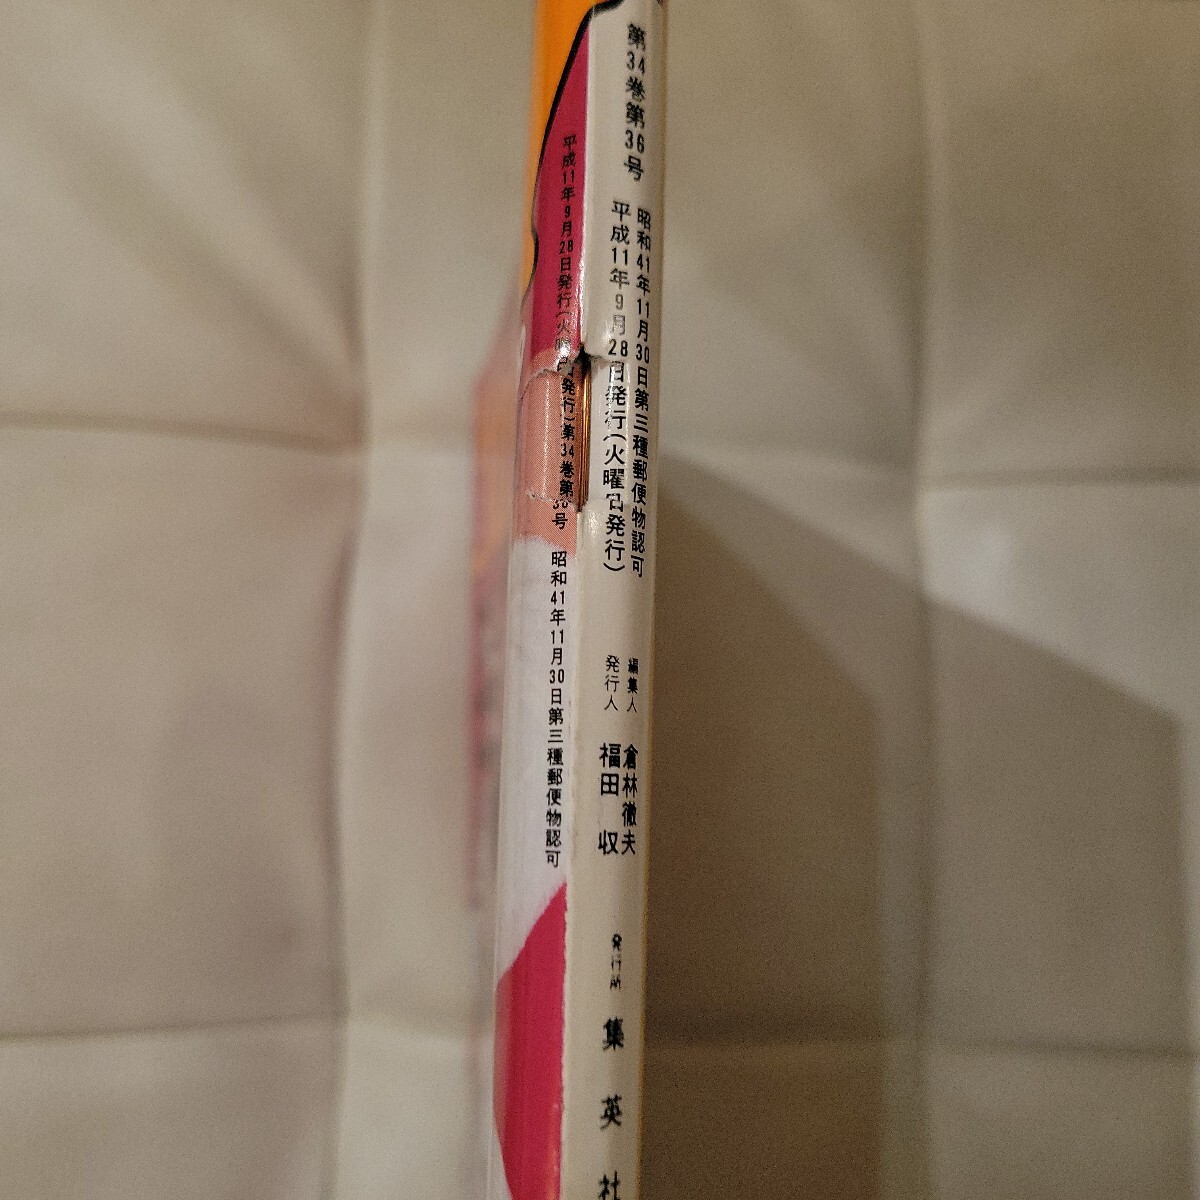 第34巻第36号
昭和41年11月30日第三種郵便物認可
平成11年9月28日発行(火曜日発行)
編集人 倉林徹夫
発行人 福田 収
発行所 集英社
平成11年9月28日発行(火曜日発行)第34巻第36号 昭和41年11月30日第三種郵便物認可